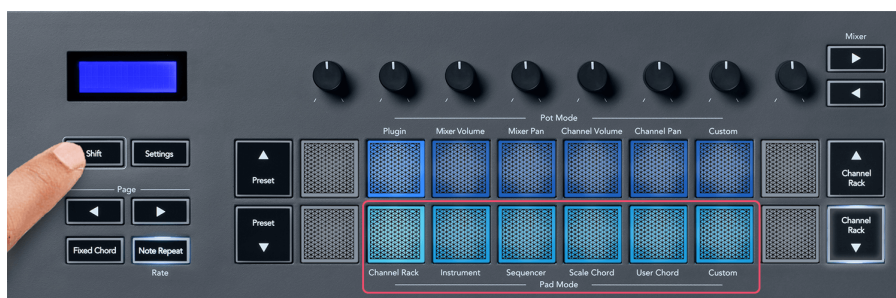 Mixer
Pot Mode
Plugin
Mixer Volume
Mixer Pan
Channel Volume
Channel Pan
Custom
Shift
Settings
Preset
Channel
Rack
Page
Preset
Channel
Rack
Fixed Chord
Note Repeat
Rate
Channel Rack
Instrument
Sequencer
Scale Chord
User Chord
Custom
Pad Mode